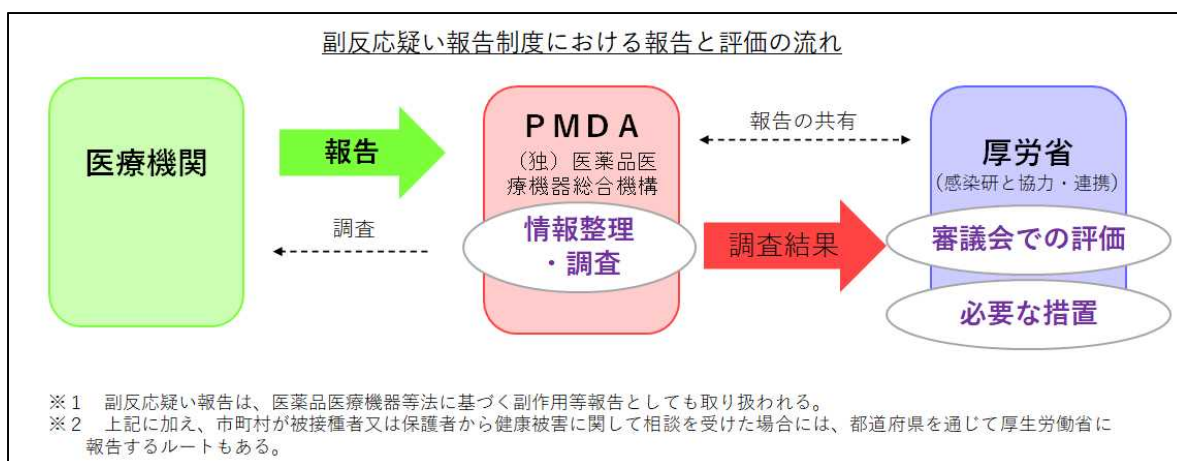 副反応疑い報告制度における報告と評価の流れ
医療機関
報告
調査
PMDA
(独)医薬品医
療機器総合機構
情報整理
・調査
報告の共有
調査結果
厚労省
(感染研と協力・連携)
審議会での評価
必要な措置
※1 副反応疑い報告は、医薬品医療機器等法に基づく副作用等報告としても取り扱われる。
※2 上記に加え、市町村が被接種者又は保護者から健康被害に関して相談を受けた場合には、都道府県を通じて厚生労働省に
報告するルートもある。